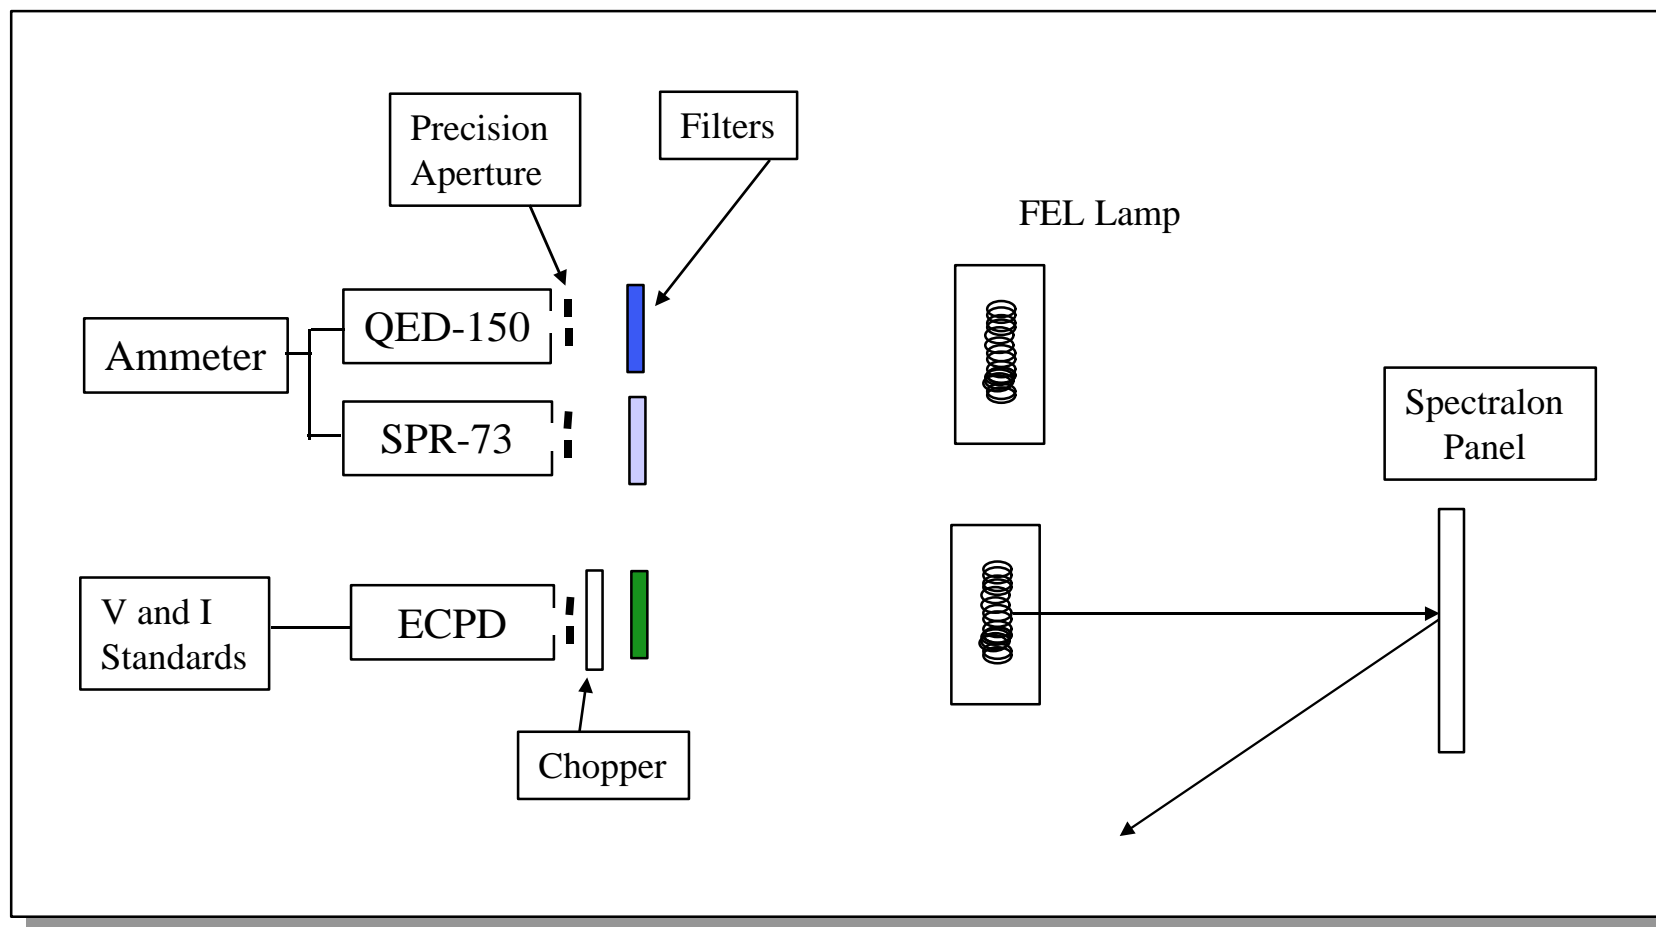 Precision
Aperture
Filters
FEL Lamp
QED-150
Ammeter
SPR-73
Spectralon
Panel
V and I
Standards
ECPD
Chopper